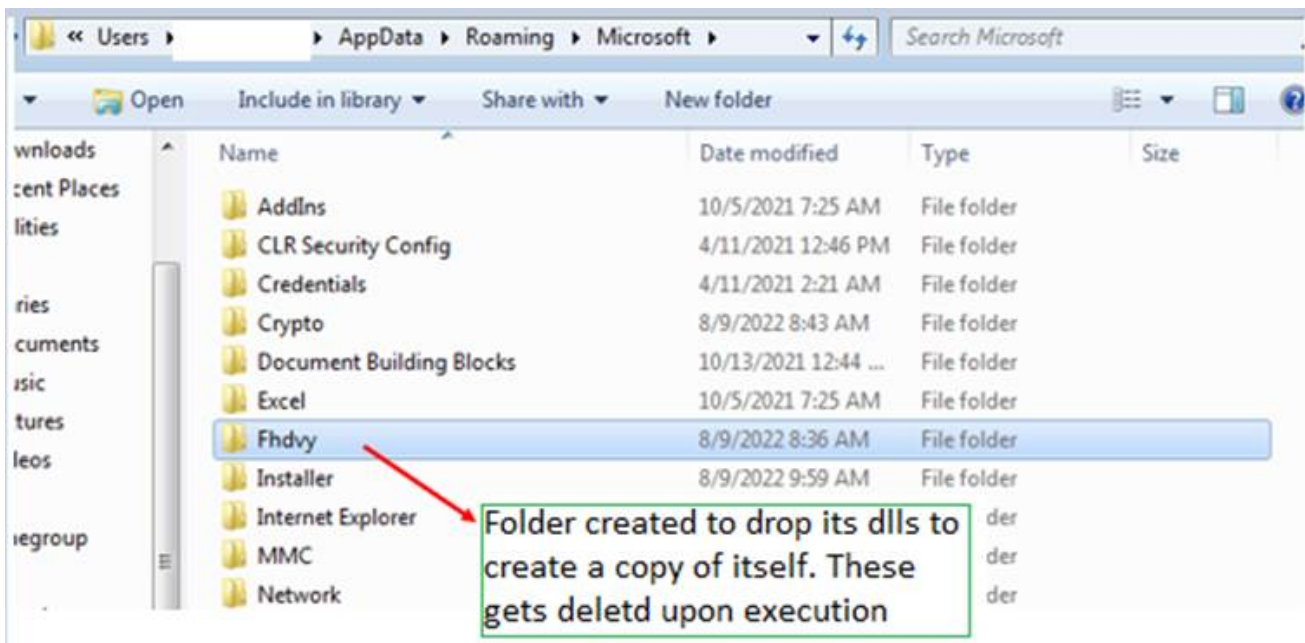 « Users ▸ ▸ AppData ▸ Roaming ▸ Microsoft ▸ Search Microsoft
Open Include in library ▾ Share with ▾ New folder
wnloads
cent Places
lities
ries
cuments
usic
tures
leos
negroup
Name Date modified Type Size
AddIns 10/5/2021 7:25 AM File folder
CLR Security Config 4/11/2021 12:46 PM File folder
Credentials 4/11/2021 2:21 AM File folder
Crypto 8/9/2022 8:43 AM File folder
Document Building Blocks 10/13/2021 12:44 ... File folder
Excel 10/5/2021 7:25 AM File folder
Fhdvy 8/9/2022 8:36 AM File folder
Installer 8/9/2022 9:59 AM File folder
Internet Explorer der
MMC der
Network der
Folder created to drop its dlls to
create a copy of itself. These
gets deletd upon execution